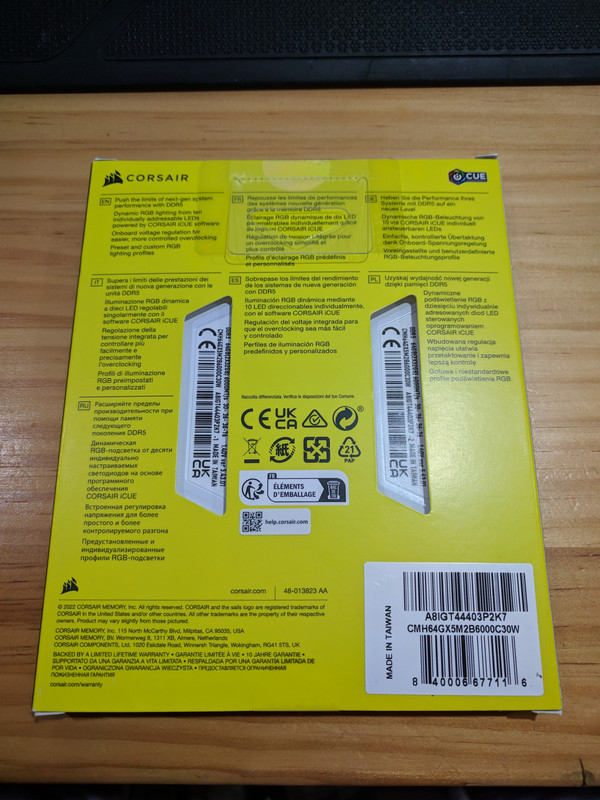 CORSAIR
CUE
EN Push the limits of next-gen system
performance with DDR5
Dynamic RGB lighting from ten
individually addressable LEDs
powered by CORSAIR iCUE software
Onboard voltage regulation for
easier, more controlled overclocking
Preset and custom RGB
lighting profiles
FR Repousse les limites de performances
des systèmes nouvelle génération
grâce à la mémoire DDR5
Éclairage RGB dynamique de dix LED
paramétrables individuellement grâce
au logiciel CORSAIR iCUE
Régulation de tension intégrée pour
un overclocking simplifié et
plus contrôlé
Profils d'éclairage RGB prédéfinis
et personnalisés
DE Heben Sie die Performance Ihres
Systems mit DDR5 auf ein
neues Level
Dynamische RGB-Beleuchtung von
10 via CORSAIR iCUE individuell
ansteuerbaren LEDs
Einfache, kontrollierte Übertaktung
dank Onboard-Spannungsregelung
Voreingestellte und benutzerdefinierte
RGB-Beleuchtungsprofile
IT Supera i limiti delle prestazioni dei
sistemi di nuova generazione con le
unità DDR5
Illuminazione RGB dinamica
a dieci LED regolabili
singolarmente con il
software CORSAIR iCUE
Regolazione della
tensione integrata per
controllare più
facilmente e
precisamente
l'overclocking
Profili di illuminazione
RGB preimpostati
e personalizzati
ES Sobrepase los límites del rendimiento
de los sistemas de nueva generación
con DDR5
Iluminación RGB dinámica mediante
10 LED direccionables individualmente,
con el software CORSAIR iCUE
Regulación del voltaje integrada para
que el overclocking sea más fácil
y controlado
Perfiles de iluminación RGB
predefinidos y personalizados
PL Uzyskaj wydajność nowej generacji
dzięki pamięci DDR5
Dynamiczne
podświetlenie RGB z
dziesięciu indywidualnie
adresowanych diod LED
sterowanych
oprogramowaniem
CORSAIR iCUE
Wbudowana regulacja
napięcia ułatwia
przetaktowanie i zapewnia
lepszą kontrolę
Gotowe i niestandardowe
profile podświetlenia RGB
RU Расширяйте пределы
производительности при
помощи памяти
следующего
поколения DDR5
Динамическая
RGB-подсветка от десяти
индивидуально
настраиваемых
светодиодов на основе
программного
обеспечения
CORSAIR iCUE
Встроенная регулировка
напряжения для более
простого и более
контролируемого разгона
Предустановленные и
индивидуализированные
профили RGB-подсветки
Raccolta differenziata. Verifica le disposizioni del tuo Comune.
CE UK
CA
紙
21
PAP
FR
ÉLÉMENTS
D'EMBALLAGE
help.corsair.com
corsair.com
48-013823 AA
© 2022 CORSAIR MEMORY, Inc. All rights reserved. CORSAIR and the sails logo are registered trademarks of
CORSAIR in the United States and/or other countries. All other trademarks are the property of their respective
owners. Product may vary slightly from those pictured.
CORSAIR MEMORY, Inc. 115 North McCarthy Blvd, Milpitas, CA 95035, USA
CORSAIR MEMORY, BV, Wormerweg 8, 1311 XB, Almere, Netherlands
CORSAIR COMPONENTS, Ltd. 1020 Eskdale Road, Winnersh Triangle, Wokingham, RG41 5TS, UK
BACKED BY A LIMITED LIFETIME WARRANTY • GARANTIE LIMITÉE À VIE • 10 JAHRE GARANTIE •
SUPPORTATO DA UNA GARANZIA A VITA LIMITATA • RESPALDADA POR UNA GARANTÍA LIMITADA DE
POR VIDA • OGRANICZONA GWARANCJA WIECZYSTA • ПРЕДОСТАВЛЯЕТСЯ ОГРАНИЧЕННАЯ
ПОЖИЗНЕННАЯ ГАРАНТИЯ
corsair.com/warranty
MADE IN TAIWAN
A8IGT44403P2K7
CMH64GX5M2B6000C30W
8 40006 67711 6